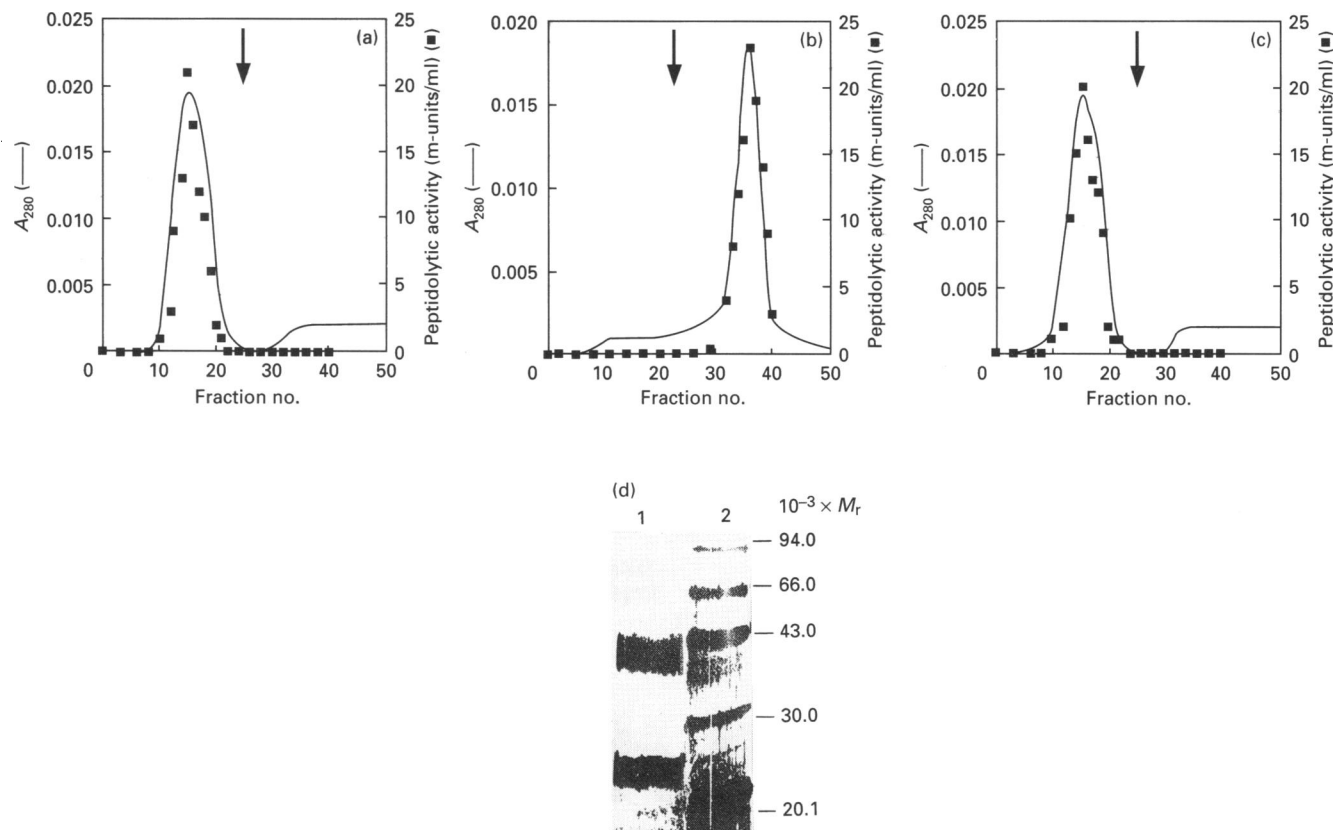 (a)
0.025
0.020
0.015
0.010
0.005
A280 (——)
25
20
15
10
5
0
Peptidolytic activity (m-units/ml) (■)
0 10 20 30 40 50
Fraction no.
(b)
0.020
0.015
0.010
0.005
A280 (——)
25
20
15
10
5
0
Peptidolytic activity (m-units/ml) (■)
0 10 20 30 40 50
Fraction no.
(c)
0.025
0.020
0.015
0.010
0.005
A280 (——)
25
20
15
10
5
0
Peptidolytic activity (m-units/ml) (■)
0 10 20 30 40 50
Fraction no.
(d)
1 2 10–3 × Mr
— 94.0
— 66.0
— 43.0
— 30.0
— 20.1